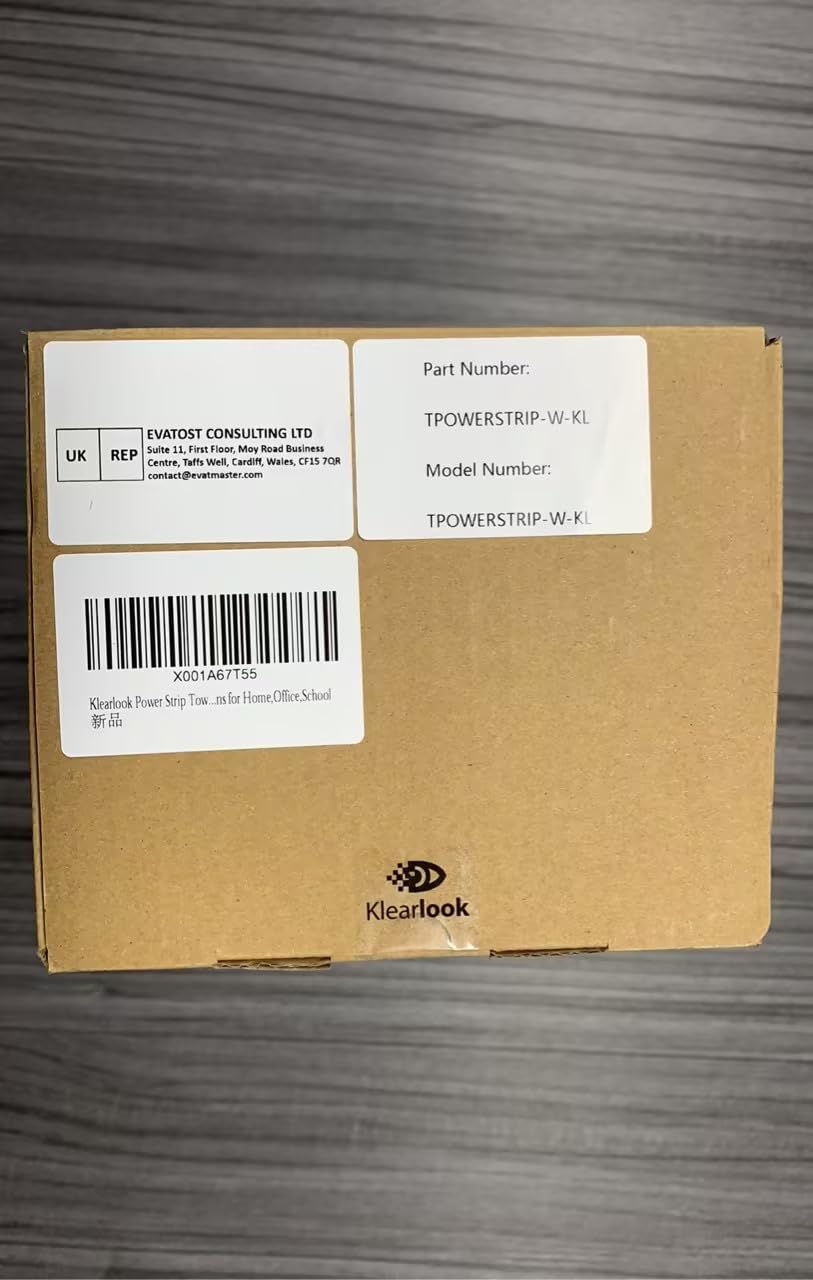 UK REP
EVATOST CONSULTING LTD
Suite 11, First Floor, Moy Road Business
Centre, Taffs Well, Cardiff, Wales, CF15 7QR
contact@evatmaster.com
Part Number:
TPOWERSTRIP-W-KL
Model Number:
TPOWERSTRIP-W-KL
X001A67T55
Klearlook Power Strip Tow...ns for Home,Office,School
新品
Klearlook